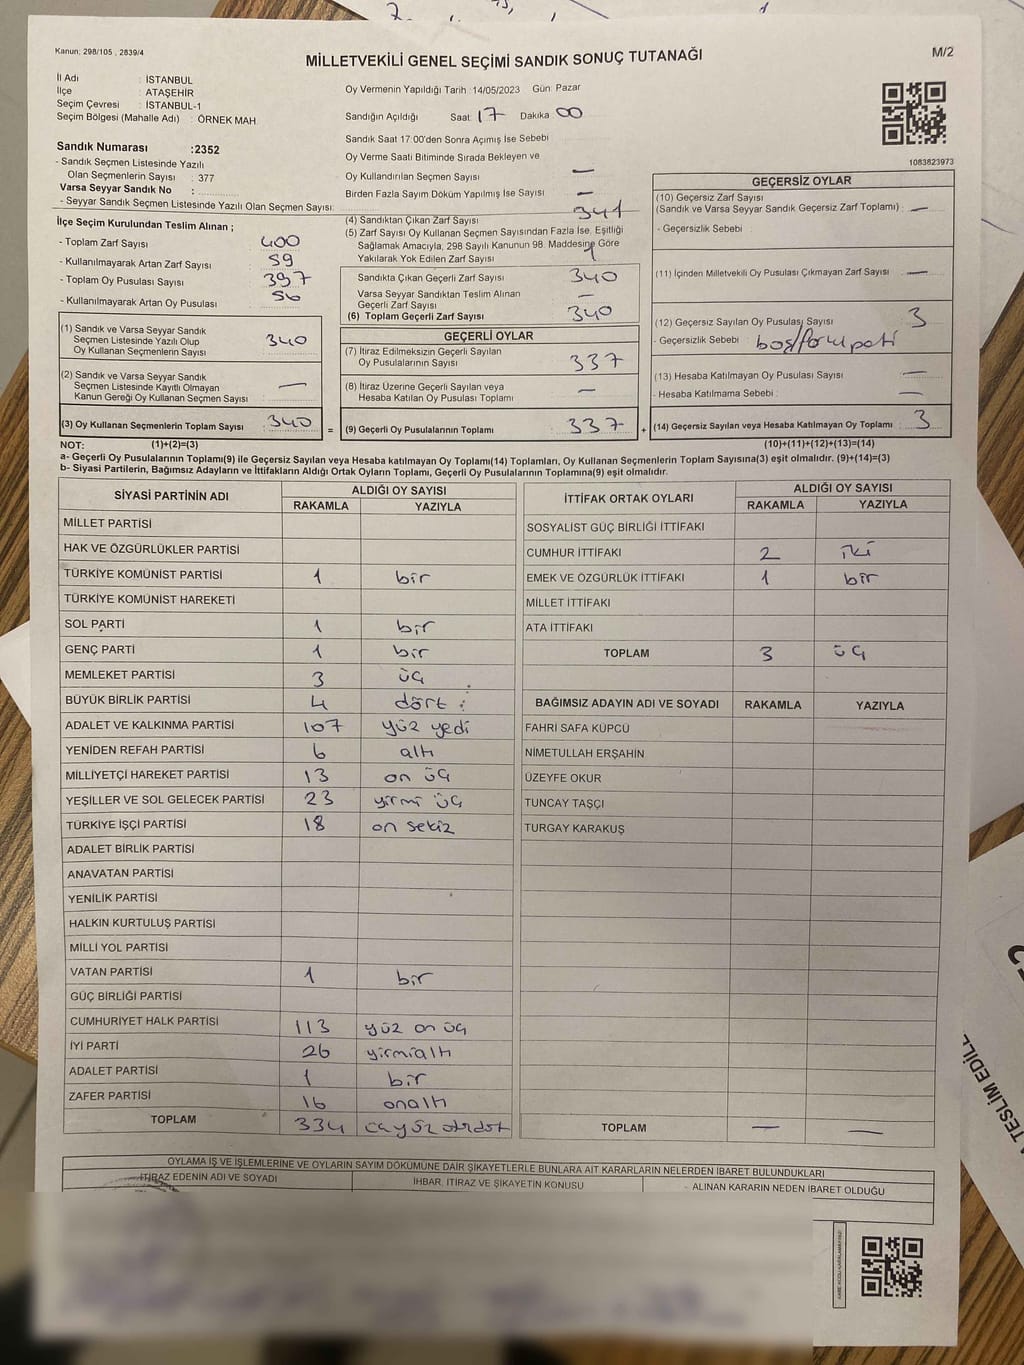 Kanun: 298/105 , 2839/4
MİLLETVEKİLİ GENEL SEÇİMİ SANDIK SONUÇ TUTANAĞI
M/2
İl Adı : İSTANBUL
İlçe : ATAŞEHİR
Seçim Çevresi : İSTANBUL-1
Seçim Bölgesi (Mahalle Adı) : ÖRNEK MAH.
Sandık Numarası :2352
- Sandık Seçmen Listesinde Yazılı
Olan Seçmenlerin Sayısı : 377
Varsa Seyyar Sandık No :
- Seyyar Sandık Seçmen Listesinde Yazılı Olan Seçmen Sayısı:
Oy Vermenin Yapıldığı Tarih :14/05/2023 Gün: Pazar
Sandığın Açıldığı Saat: 17 Dakika 00
Sandık Saat 17:00'den Sonra Açımış İse Sebebi
Oy Verme Saati Bitiminde Sırada Bekleyen ve
Oy Kullandırılan Seçmen Sayısı —
Birden Fazla Sayım Döküm Yapılmış İse Sayısı —
1083823973
İlçe Seçim Kurulundan Teslim Alınan ;
- Toplam Zarf Sayısı 400
- Kullanılmayarak Artan Zarf Sayısı 59
- Toplam Oy Pusulası Sayısı 397
- Kullanılmayarak Artan Oy Pusulası 56
(1) Sandık ve Varsa Seyyar Sandık
Seçmen Listesinde Yazılı Olup
Oy Kullanan Seçmenlerin Sayısı 340
(2) Sandık ve Varsa Seyyar Sandık
Seçmen Listesinde Kayıtlı Olmayan
Kanun Gereği Oy Kullanan Seçmen Sayısı —
(3) Oy Kullanan Seçmenlerin Toplam Sayısı 340 =
(4) Sandıktan Çıkan Zarf Sayısı 341
(5) Zarf Sayısı Oy Kullanan Seçmen Sayısından Fazla İse, Eşitliği
Sağlamak Amacıyla, 298 Sayılı Kanunun 98. Maddesine Göre
Yakılarak Yok Edilen Zarf Sayısı 1
Sandıkta Çıkan Geçerli Zarf Sayısı 340
Varsa Seyyar Sandıktan Teslim Alınan
Geçerli Zarf Sayısı —
(6) Toplam Geçerli Zarf Sayısı 340
GEÇERLİ OYLAR
(7) İtiraz Edilmeksizin Geçerli Sayılan
Oy Pusulalarının Sayısı 337
(8) İtiraz Üzerine Geçerli Sayılan veya
Hesaba Katılan Oy Pusulası Toplamı —
(9) Geçerli Oy Pusulalarının Toplamı 337 +
GEÇERSİZ OYLAR
(10) Geçersiz Zarf Sayısı
(Sandık ve Varsa Seyyar Sandık Geçersiz Zarf Toplamı) : —
- Geçersizlik Sebebi :
(11) İçinden Milletvekili Oy Pusulası Çıkmayan Zarf Sayısı —
(12) Geçersiz Sayılan Oy Pusulası Sayısı 3
- Geçersizlik Sebebi : boş/
(13) Hesaba Katılmayan Oy Pusulası Sayısı —
- Hesaba Katılmama Sebebi : —
(14) Geçersiz Sayılan veya Hesaba Katılmayan Oy Toplamı 3
NOT: (1)+(2)=(3) (10)+(11)+(12)+(13)=(14)
a- Geçerli Oy Pusulalarının Toplamı(9) ile Geçersiz Sayılan veya Hesaba Katılmayan Oy Toplamı(14) Toplamları, Oy Kullanan Seçmenlerin Toplam Sayısına(3) eşit olmalıdır. (9)+(14)=(3)
b- Siyasi Partilerin, Bağımsız Adayların ve İttifakların Aldığı Ortak Oyların Toplamı, Geçerli Oy Pusulalarının Toplamına(9) eşit olmalıdır.
SİYASİ PARTİNİN ADI ALDIĞI OY SAYISI
RAKAMLA YAZIYLA
MİLLET PARTİSİ
HAK VE ÖZGÜRLÜKLER PARTİSİ
TÜRKİYE KOMÜNİST PARTİSİ 1 bir
TÜRKİYE KOMÜNİST HAREKETİ
SOL PARTİ 1 bir
GENÇ PARTİ 1 bir
MEMLEKET PARTİSİ 3 üç
BÜYÜK BİRLİK PARTİSİ 4 dört
ADALET VE KALKINMA PARTİSİ 107 yüz yedi
YENİDEN REFAH PARTİSİ 6 altı
MİLLİYETÇİ HAREKET PARTİSİ 13 on üç
YEŞİLLER VE SOL GELECEK PARTİSİ 23 yirmi üç
TÜRKİYE İŞÇİ PARTİSİ 18 on sekiz
ADALET BİRLİK PARTİSİ
ANAVATAN PARTİSİ
YENİLİK PARTİSİ
HALKIN KURTULUŞ PARTİSİ
MİLLİ YOL PARTİSİ
VATAN PARTİSİ 1 bir
GÜÇ BİRLİĞİ PARTİSİ
CUMHURİYET HALK PARTİSİ 113 yüz on üç
İYİ PARTİ 26 yirmialtı
ADALET PARTİSİ 1 bir
ZAFER PARTİSİ 16 onaltı
TOPLAM 334
İTTİFAK ORTAK OYLARI ALDIĞI OY SAYISI
RAKAMLA YAZIYLA
SOSYALİST GÜÇ BİRLİĞİ İTTİFAKI
CUMHUR İTTİFAKI 2 iki
EMEK VE ÖZGÜRLÜK İTTİFAKI 1 bir
MİLLET İTTİFAKI
ATA İTTİFAKI
TOPLAM 3 üç
BAĞIMSIZ ADAYIN ADI VE SOYADI RAKAMLA YAZIYLA
FAHRİ SAFA KÜPCÜ
NİMETULLAH ERŞAHİN
ÜZEYFE OKUR
TUNCAY TAŞÇI
TURGAY KARAKUŞ
TOPLAM — —
OYLAMA İŞ VE İŞLEMLERİNE VE OYLARIN SAYIM DÖKÜMÜNE DAİR ŞİKAYETLERLE BUNLARA AİT KARARLARIN NELERDEN İBARET BULUNDUKLARI
İTİRAZ EDENİN ADI VE SOYADI İHBAR, İTİRAZ VE ŞİKAYETİN KONUSU - ALINAN KARARIN NEDEN İBARET OLDUĞU
TESLİM EDİLE